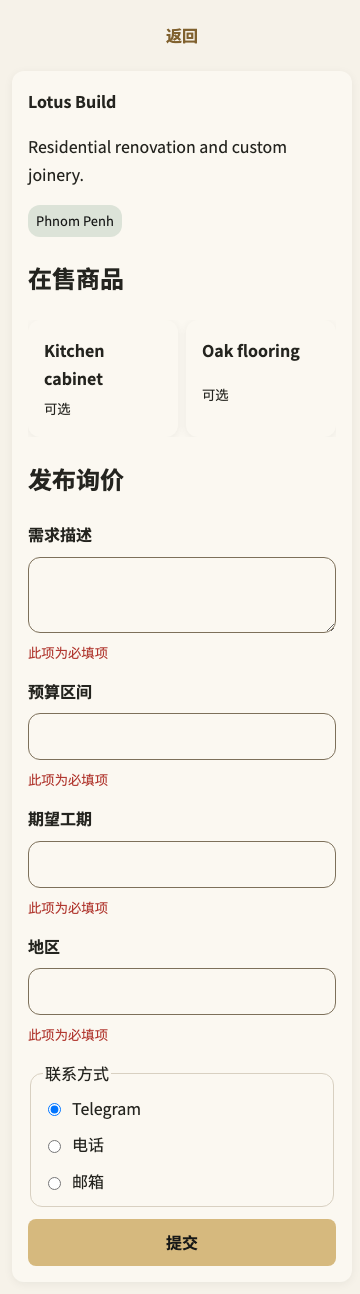 返回
Lotus Build
Residential renovation and custom
joinery.
Phnom Penh
在售商品
Kitchen
cabinet
可选
Oak flooring
可选
发布询价
需求描述
此项为必填项
预算区间
此项为必填项
期望工期
此项为必填项
地区
此项为必填项
联系方式
Telegram
电话
邮箱
提交